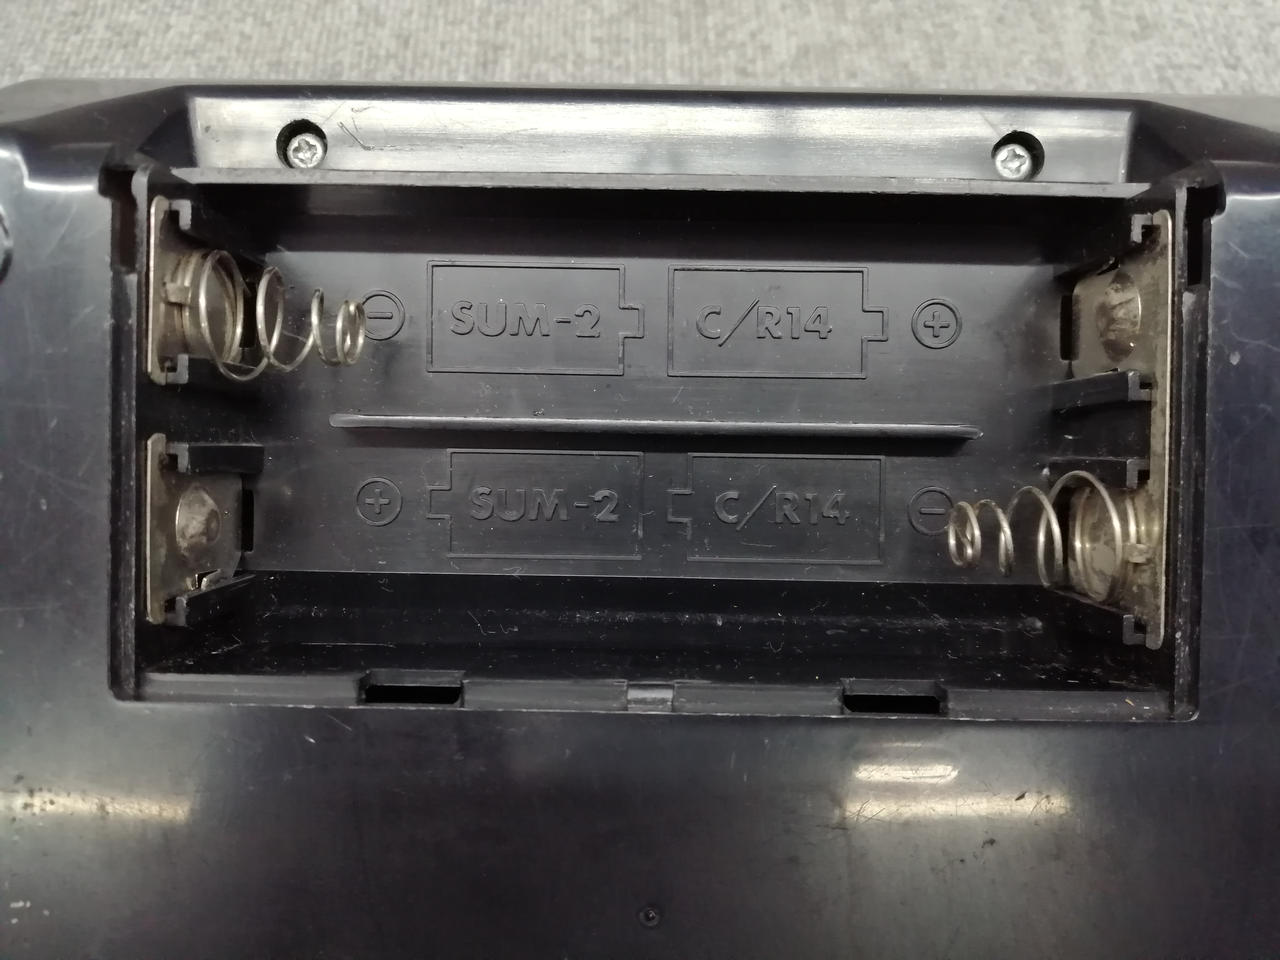 ⊖ SUM-2 C/R14 ⊕
⊕ SUM-2 C/R14 ⊖